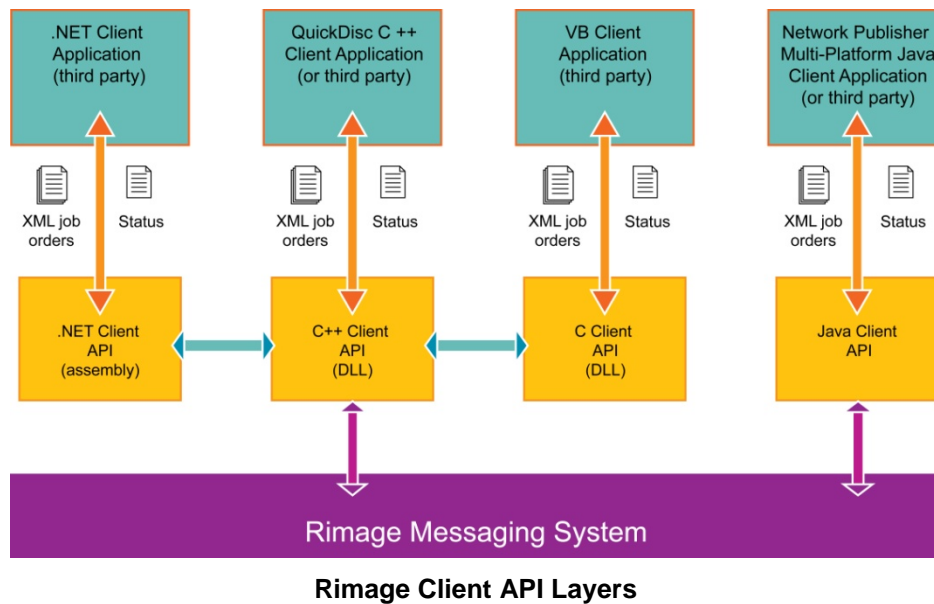 .NET Client
Application
(third party)
QuickDisc C ++
Client Application
(or third party)
VB Client
Application
(third party)
Network Publisher
Multi-Platform Java
Client Application
(or third party)
XML job
orders
Status
XML job
orders
Status
XML job
orders
Status
XML job
orders
Status
.NET Client
API
(assembly)
C++ Client
API
(DLL)
C Client
API
(DLL)
Java Client
API
Rimage Messaging System
Rimage Client API Layers